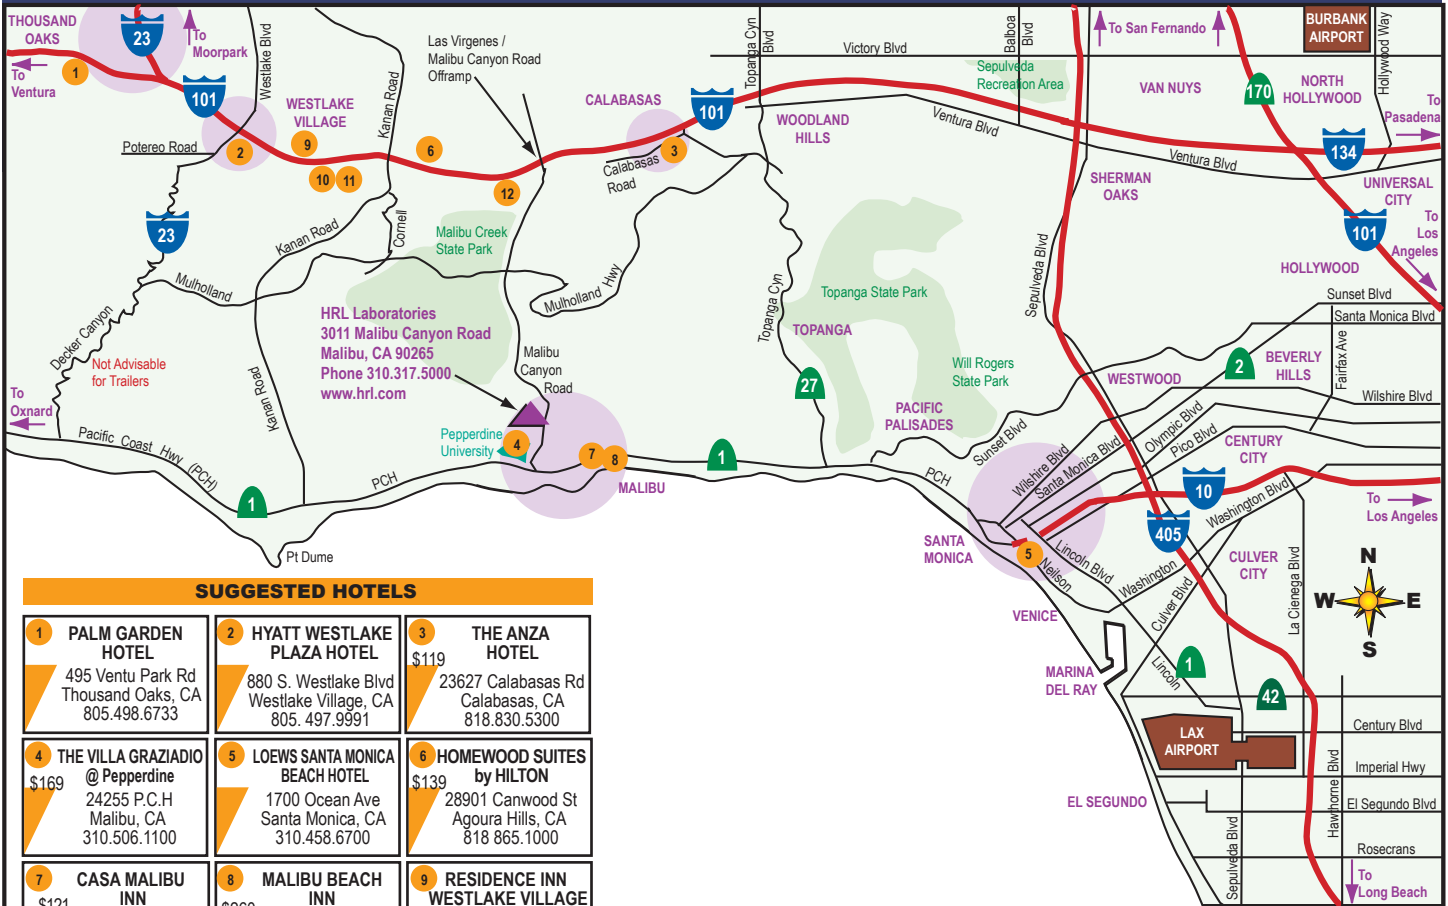 THOUSAND
OAKS
23
To
Moorpark
To
Ventura
1
101
Westlake Blvd
WESTLAKE
VILLAGE
Potereo Road
2
9
10
11
Kanan Road
6
Las Virgenes /
Malibu Canyon Road
Offramp
12
CALABASAS
101
3
Calabasas
Road
Topanga Cyn
Blvd
Victory Blvd
Balboa
Blvd
Sepulveda
Recreation Area
WOODLAND
HILLS
Ventura Blvd
To San Fernando
VAN NUYS
170
NORTH
HOLLYWOOD
BURBANK
AIRPORT
Hollywood Way
To
Pasadena
134
Ventura Blvd
SHERMAN
OAKS
UNIVERSAL
CITY
101
To
Los
Angeles
HOLLYWOOD
23
Kanan Road
Cornell
Malibu Creek
State Park
Mulholland
Mulholland Hwy
Decker Canyon
Not Advisable
for Trailers
To
Oxnard
HRL Laboratories
3011 Malibu Canyon Road
Malibu, CA 90265
Phone 310.317.5000
www.hrl.com
Malibu
Canyon
Road
Kanan Road
Pepperdine
University
4
7
8
MALIBU
1
Pacific Coast Hwy (PCH)
PCH
1
Pt Dume
Topanga Cyn
Topanga State Park
TOPANGA
27
Will Rogers
State Park
PACIFIC
PALISADES
Sunset Blvd
PCH
Sepulveda Blvd
Sunset Blvd
Santa Monica Blvd
Fairfax Ave
2
BEVERLY
HILLS
WESTWOOD
Wilshire Blvd
Olympic Blvd
Pico Blvd
CENTURY
CITY
Wilshire Blvd
Santa Monica Blvd
10
Washington Blvd
To
Los Angeles
405
SANTA
MONICA
5
Neilson
Lincoln Blvd
Washington
Culver Blvd
CULVER
CITY
La Cienega Blvd
N
W
E
S
VENICE
MARINA
DEL RAY
Lincoln
1
42
LAX
AIRPORT
Century Blvd
Imperial Hwy
EL SEGUNDO
El Segundo Blvd
Hawthorne Blvd
Sepulveda Blvd
Rosecrans
To
Long Beach
SUGGESTED HOTELS
1
PALM GARDEN
HOTEL
495 Ventu Park Rd
Thousand Oaks, CA
805.498.6733
2
HYATT WESTLAKE
PLAZA HOTEL
880 S. Westlake Blvd
Westlake Village, CA
805. 497.9991
3
THE ANZA
HOTEL
$119
23627 Calabasas Rd
Calabasas, CA
818.830.5300
4
THE VILLA GRAZIADIO
@ Pepperdine
$169
24255 P.C.H
Malibu, CA
310.506.1100
5
LOEWS SANTA MONICA
BEACH HOTEL
1700 Ocean Ave
Santa Monica, CA
310.458.6700
6
HOMEWOOD SUITES
by HILTON
$139
28901 Canwood St
Agoura Hills, CA
818 865.1000
7
CASA MALIBU
INN
$121
8
MALIBU BEACH
INN
9
RESIDENCE INN
WESTLAKE VILLAGE